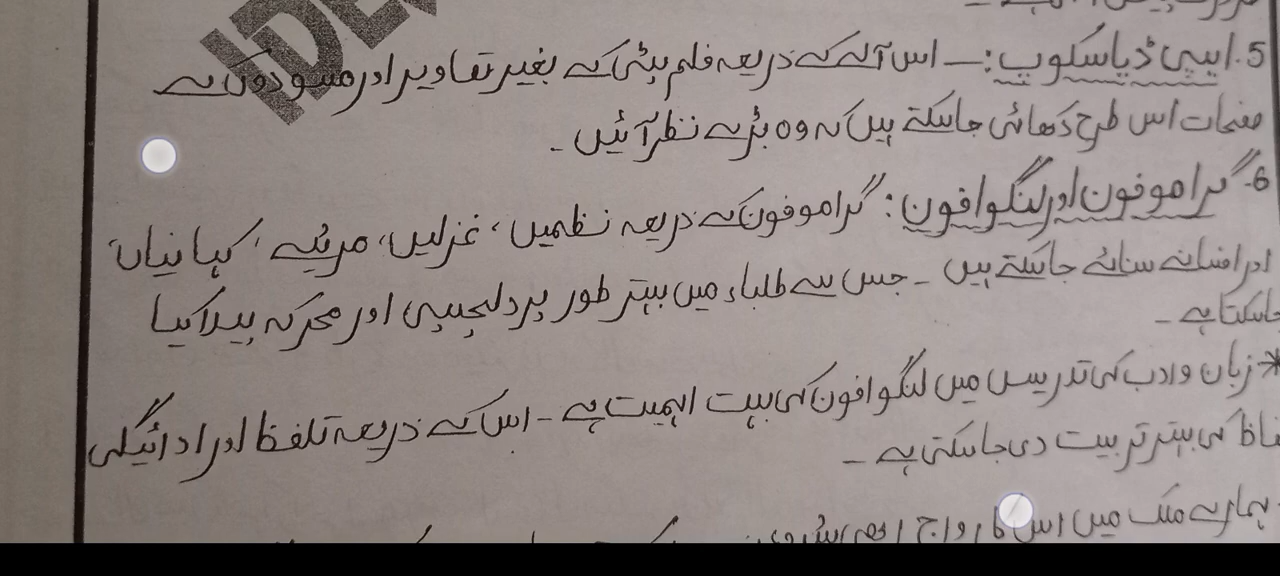 5. ایپی ڈیاسکوپ :— اس آلہ کے ذریعہ فلم پٹی کے بغیر تصاویر اور مسودوں کے
صفحات اس طرح دکھائی جاسکتے ہیں کہ وہ بڑے نظر آئیں ۔
6. گراموفون اور لنگوافون : گراموفون کے ذریعہ نظمیں، غزلیں، مرثیے، کہانیاں،
اور افسانے سنائے جاسکتے ہیں ۔ جس سے طلباء میں بہتر طور پر دلچسپی اور محرکہ پیدا کیا
جاسکتا ہے ۔
* زبان و ادب کی تدریس میں لنگوافون کی بہت اہمیت ہے ۔ اس کے ذریعہ تلفظ اور ادائیگی
کی بہتر تربیت دی جاسکتی ہے ۔
ہمارے ملک میں اس کا رواج